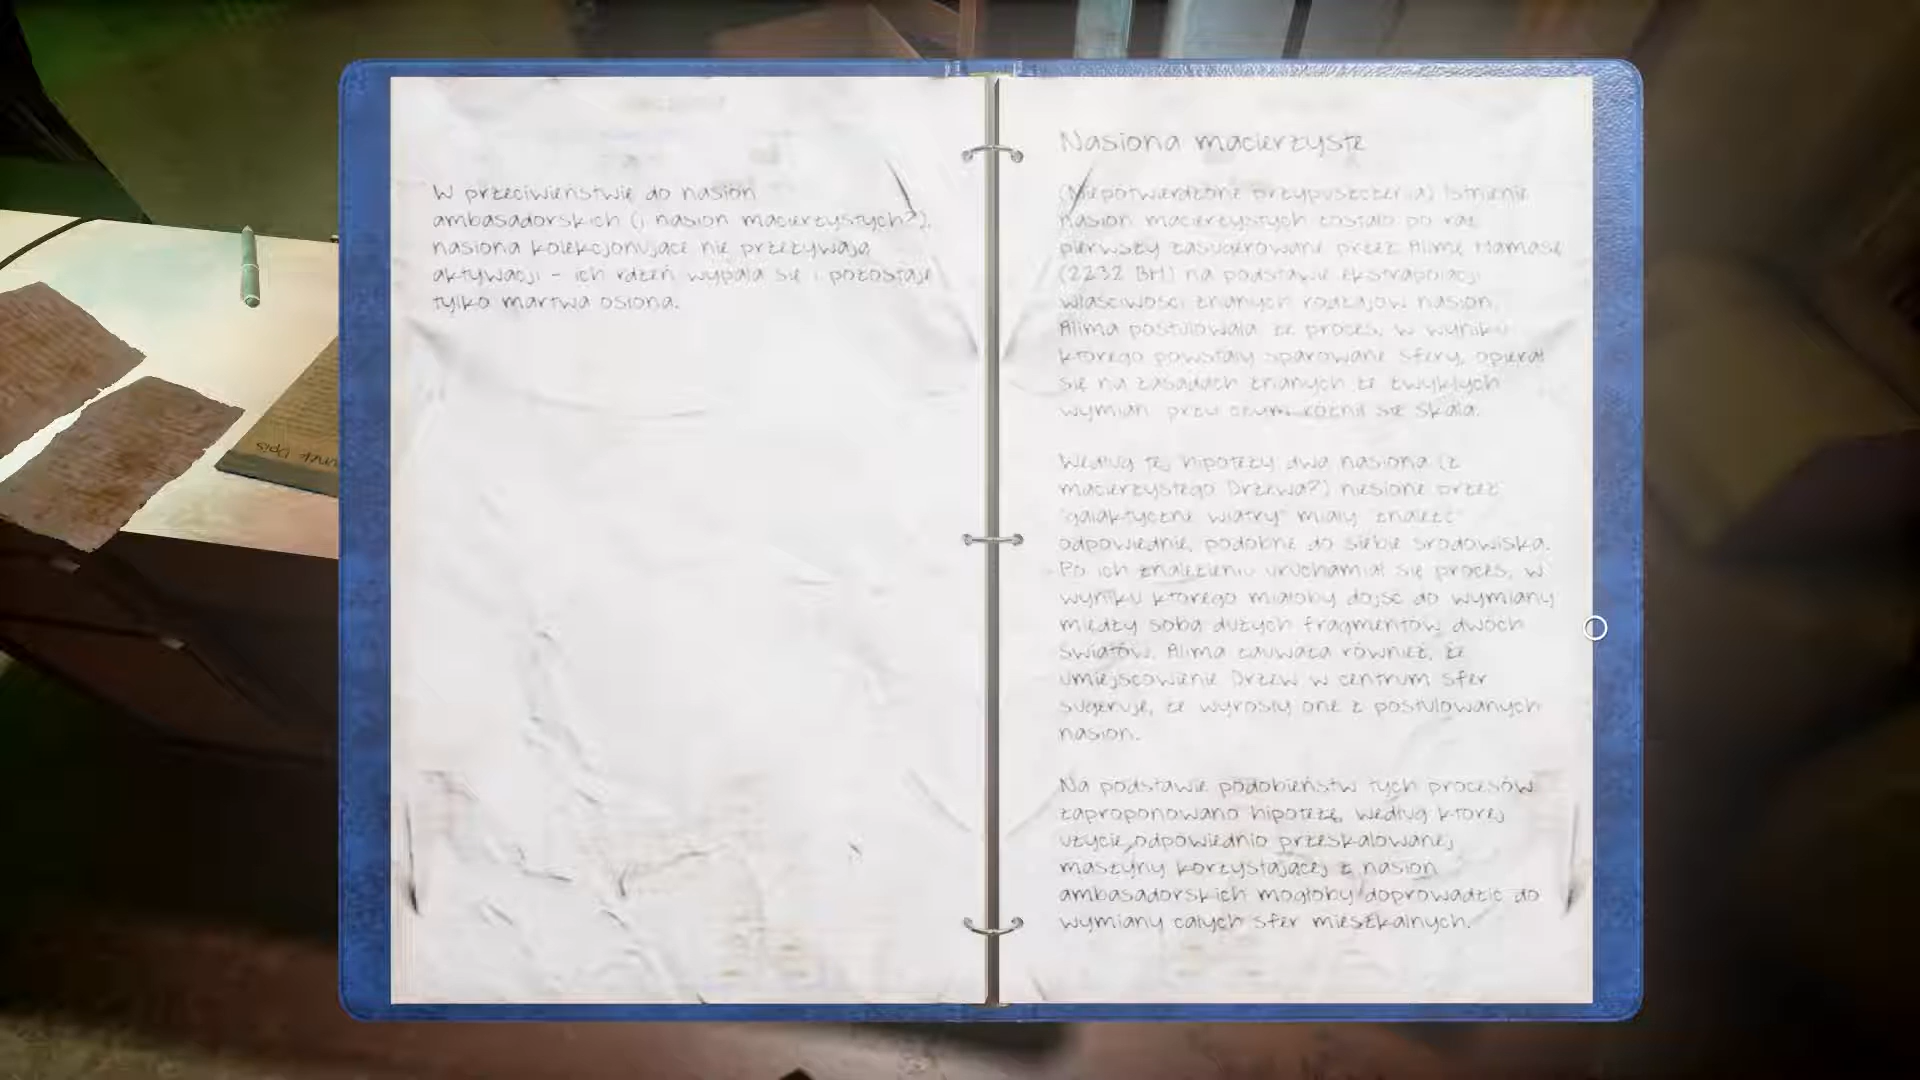 W przeciwieństwie do nasion
ambasadorskich (i nasion macierzystych?),
nasiona kolekcjonujące nie przeżywają
aktywacji - ich rdzeń wypala się i pozostaje
tylko martwa osłona.
Nasiona macierzyste
(Niepotwierdzone przypuszczenia) Istnienie
nasion macierzystych zostało po raz
pierwszy zasugerowane przez Alimę Mamasę
(2232 BH) na podstawie ekstrapolacji
właściwości znanych rodzajów nasion.
Alima postulowała że proces, w wyniku
którego powstały sparowane sfery, opierał
się na zasadach znanych ze zwykłych
wymian przy czym różnił się skalą.
Według tej hipotezy dwa nasiona (z
macierzystego Drzewa?) niesione przez
"galaktyczne wiatry" miały "znaleźć"
odpowiednie, podobne do siebie środowiska.
Po ich znalezieniu uruchamiał się proces, w
wyniku którego miałoby dojść do wymiany
między sobą dużych fragmentów dwóch
światów. Alima zauważa również, że
umiejscowienie Drzew w centrum sfer
sugeruje, że wyrosły one z postulowanych
nasion.
Na podstawie podobieństw tych procesów
zaproponowano hipotezę, według której
użycie odpowiednio przeskalowanej
maszyny korzystającej z nasion
ambasadorskich mogłoby doprowadzić do
wymiany całych sfer mieszkalnych.
Opis